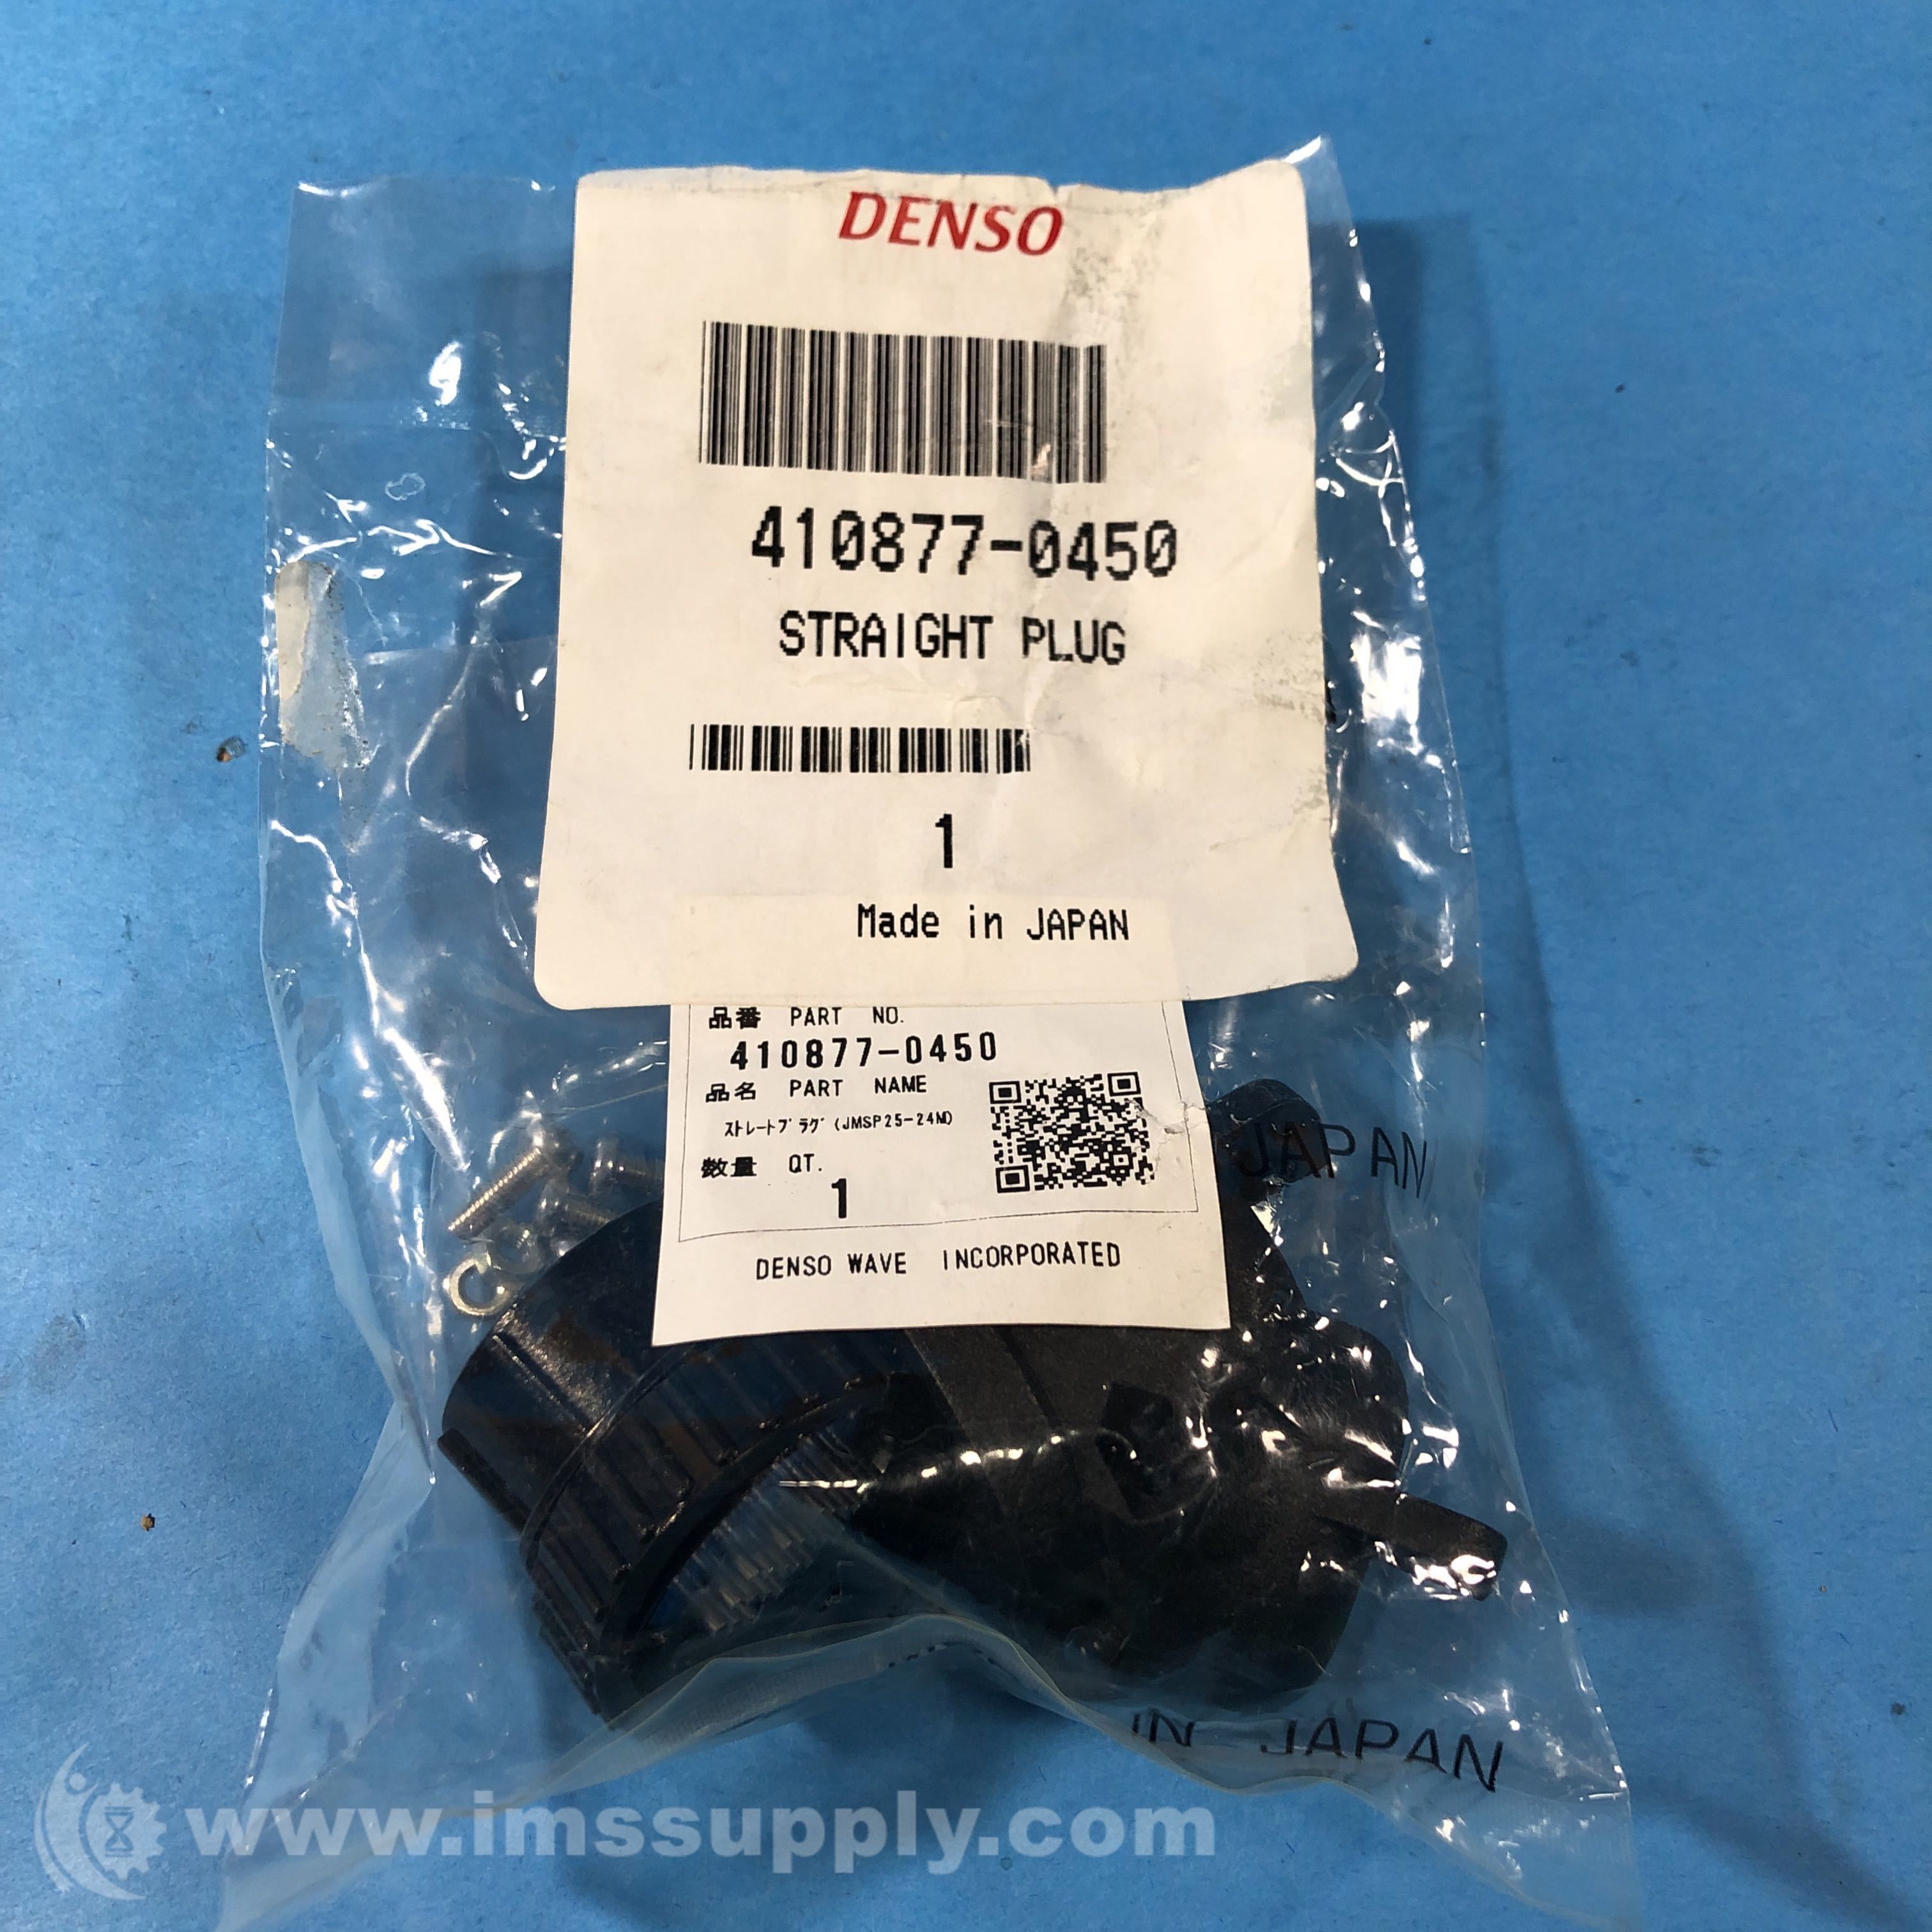 DENSO
410877-0450
STRAIGHT PLUG
1
Made in JAPAN
品番 PART NO.
410877-0450
品名 PART NAME
ストレートプラグ(JMSP25-24M)
数量 QT.
1
DENSO WAVE INCORPORATED
JAPAN
IN JAPAN
www.imssupply.com